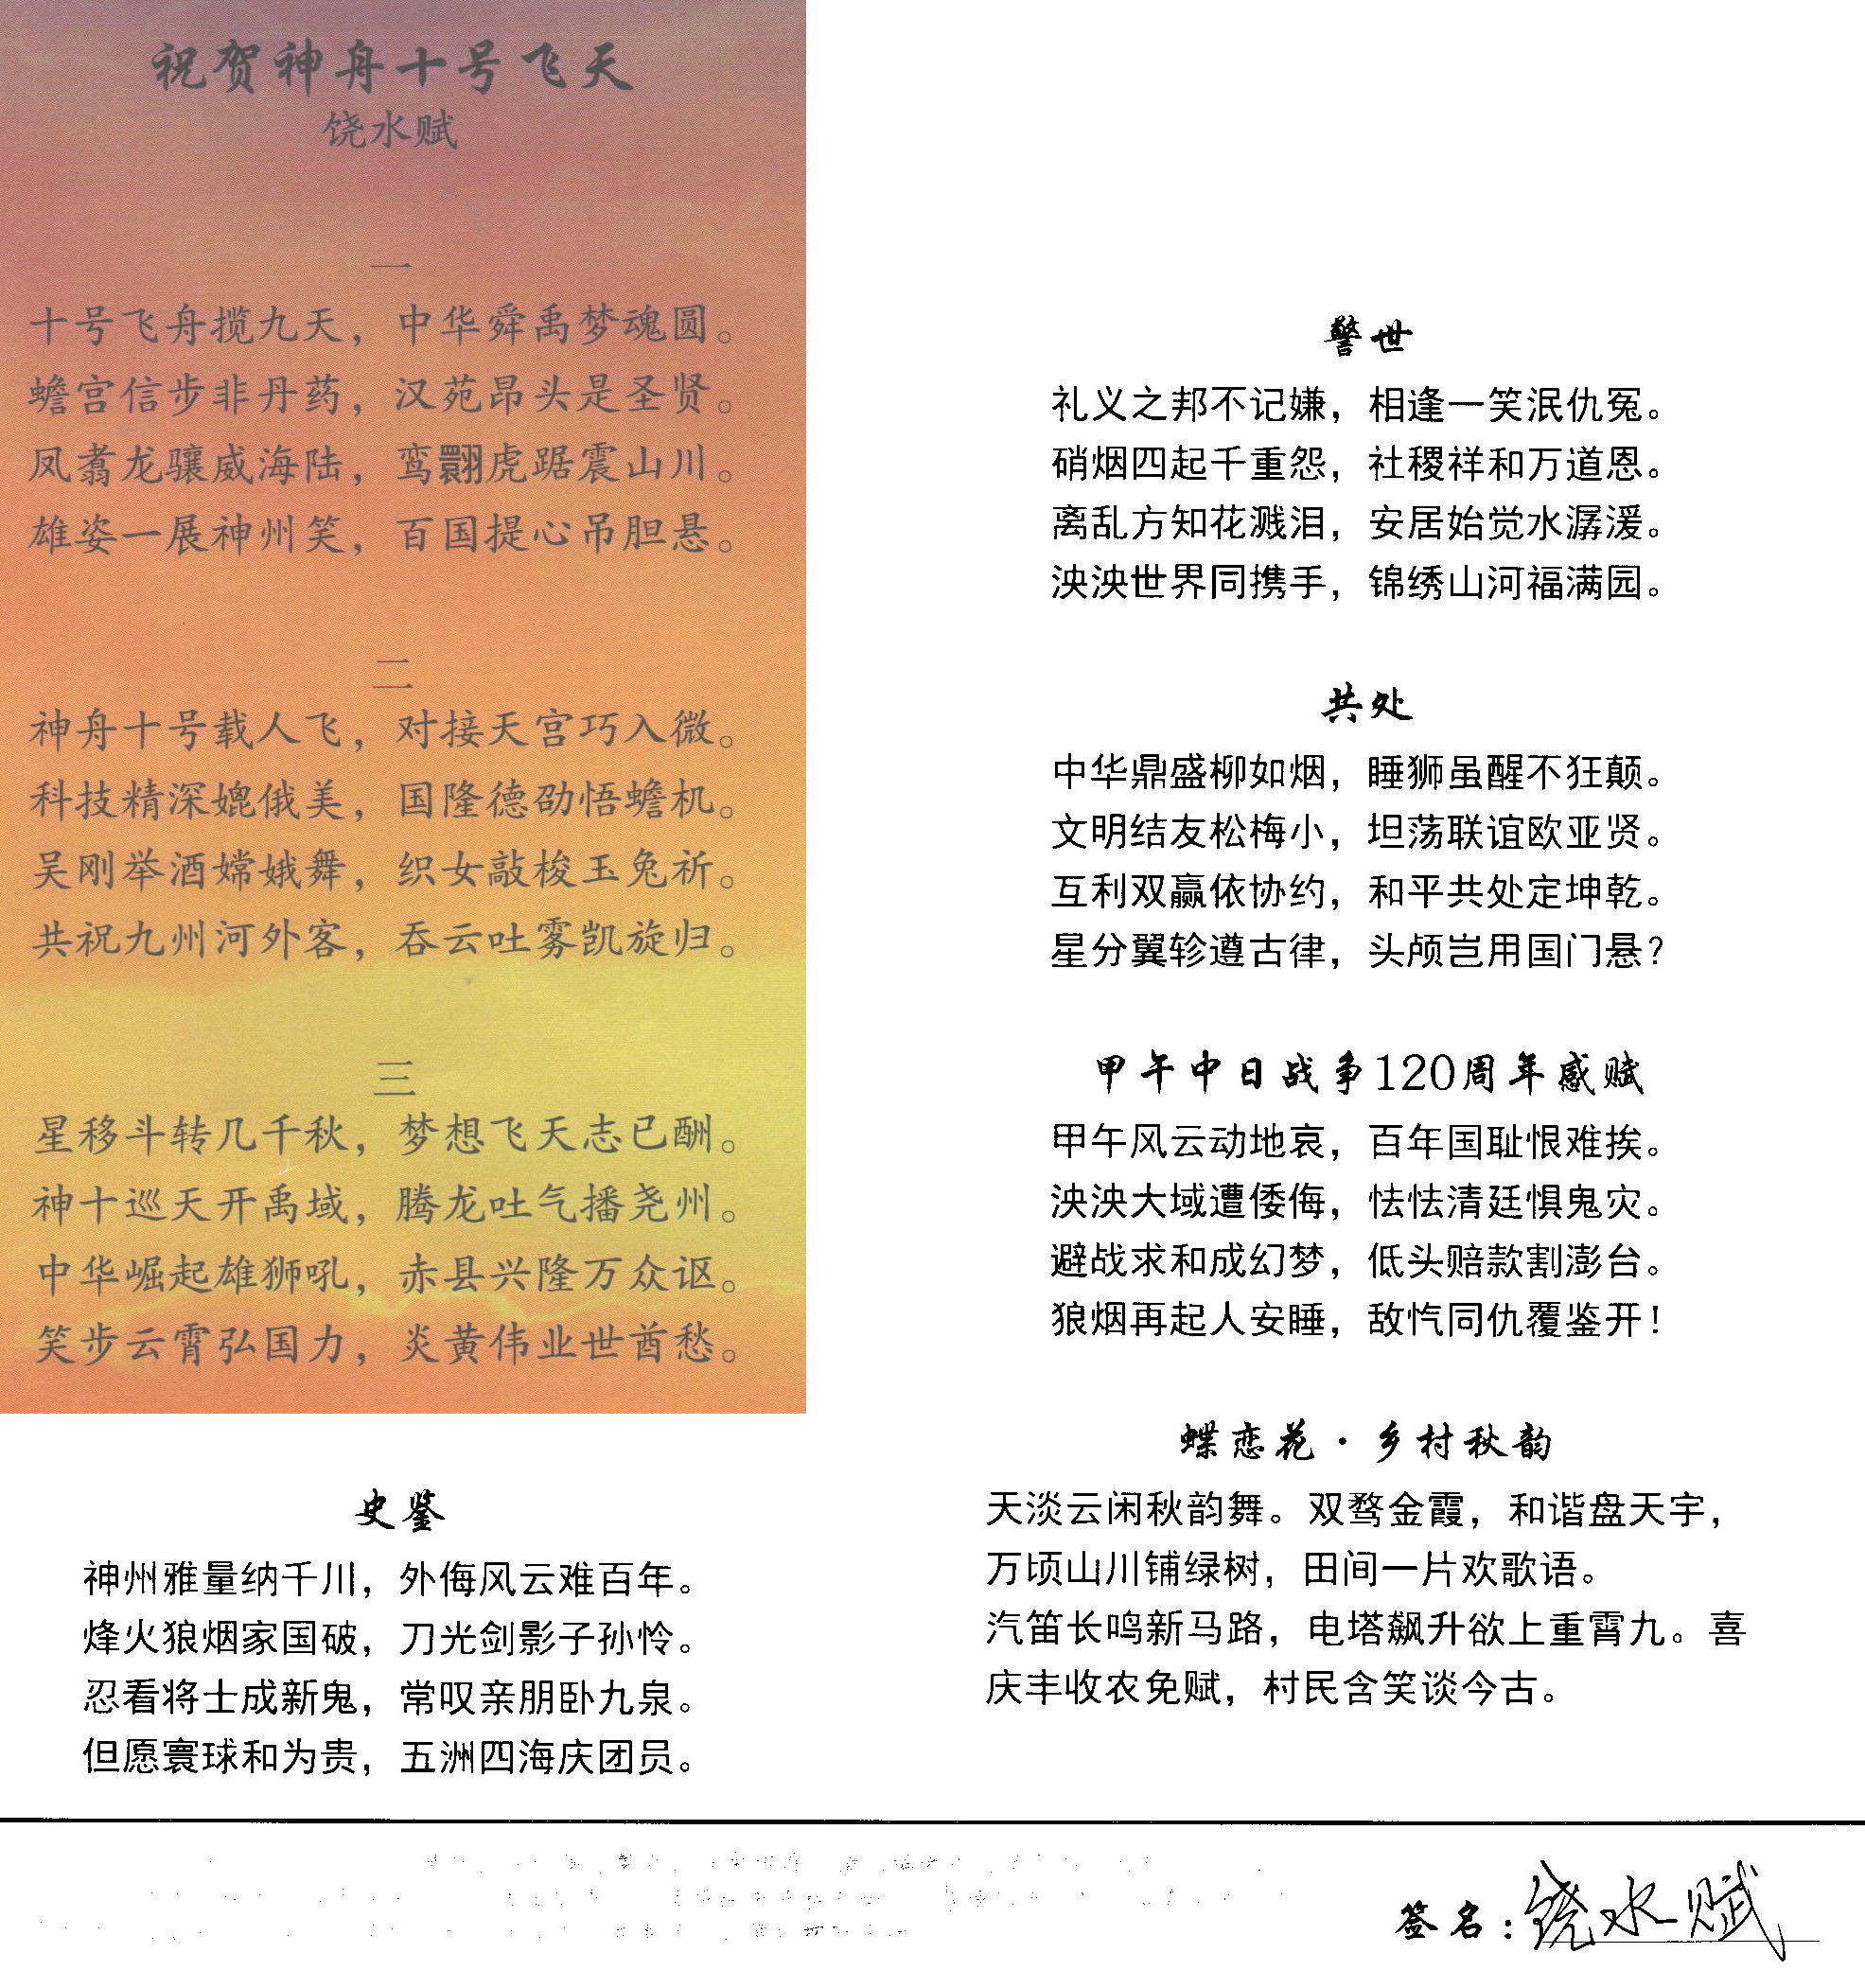 祝贺神舟十号飞天
饶水赋
一
十号飞舟揽九天，中华舜禹梦魂圆。
蟾宫信步非丹药，汉苑昂头是圣贤。
凤翥龙骧威海陆，鸾翾虎踞震山川。
雄姿一展神州笑，百国提心吊胆悬。
二
神舟十号载人飞，对接天宫巧入微。
科技精深媲俄美，国隆德劭悟蟾机。
吴刚举酒嫦娥舞，织女敲梭玉兔祈。
共祝九州河外客，吞云吐雾凯旋归。
三
星移斗转几千秋，梦想飞天志已酬。
神十巡天开禹域，腾龙吐气播尧州。
中华崛起雄狮吼，赤县兴隆万众讴。
笑步云霄弘国力，炎黄伟业世酋愁。
史鉴
神州雅量纳千川，外侮风云难百年。
烽火狼烟家国破，刀光剑影子孙怜。
忍看将士成新鬼，常叹亲朋卧九泉。
但愿寰球和为贵，五洲四海庆团员。
警世
礼义之邦不记嫌，相逢一笑泯仇冤。
硝烟四起千重怨，社稷祥和万道恩。
离乱方知花溅泪，安居始觉水潺湲。
泱泱世界同携手，锦绣山河福满园。
共处
中华鼎盛柳如烟，睡狮虽醒不狂颠。
文明结友松梅小，坦荡联谊欧亚贤。
互利双赢依协约，和平共处定坤乾。
星分翼轸遵古律，头颅岂用国门悬？
甲午中日战争120周年感赋
甲午风云动地哀，百年国耻恨难挨。
泱泱大域遭倭侮，怯怯清廷惧鬼灾。
避战求和成幻梦，低头赔款割澎台。
狼烟再起人安睡，敌忾同仇覆鉴开！
蝶恋花·乡村秋韵
天淡云闲秋韵舞。双骛金霞，和谐盘天宇，
万顷山川铺绿树，田间一片欢歌语。
汽笛长鸣新马路，电塔飙升欲上重霄九。喜
庆丰收农免赋，村民含笑谈今古。
签名：饶水赋